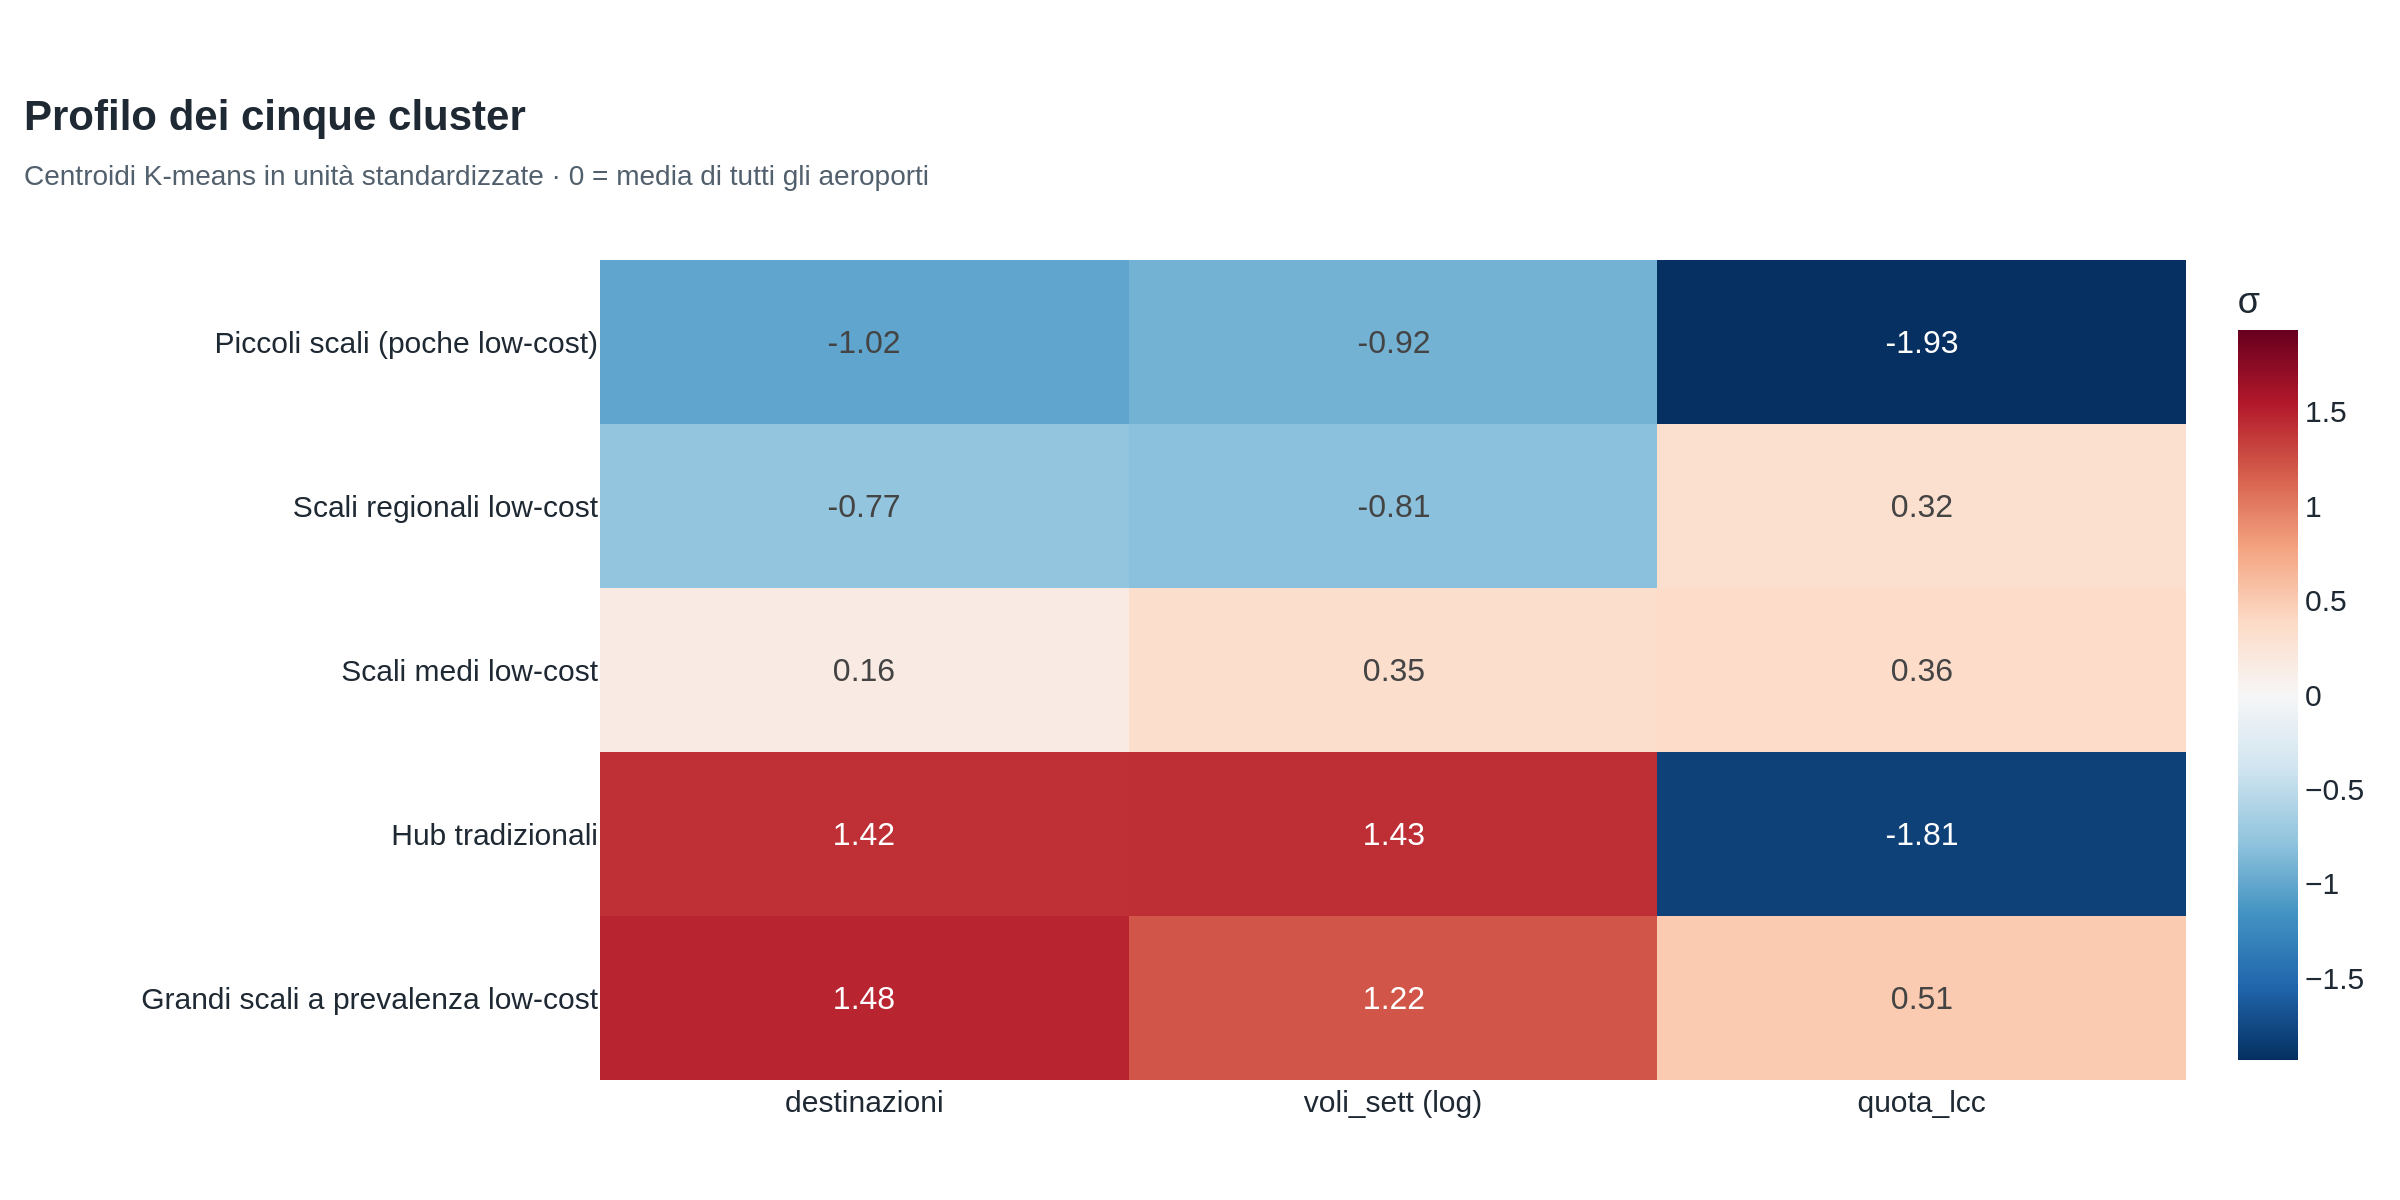 Profilo dei cinque cluster
Centroidi K-means in unità standardizzate · 0 = media di tutti gli aeroporti
Piccoli scali (poche low-cost) -1.02 -0.92 -1.93
Scali regionali low-cost -0.77 -0.81 0.32
Scali medi low-cost 0.16 0.35 0.36
Hub tradizionali 1.42 1.43 -1.81
Grandi scali a prevalenza low-cost 1.48 1.22 0.51
destinazioni voli_sett (log) quota_lcc
σ
1.5
1
0.5
0
−0.5
−1
−1.5